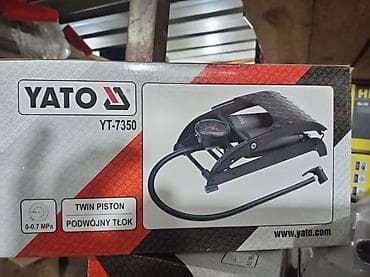 YATO
YT-7350
0-0.7 MPa
TWIN PISTON
PODWÓJNY TŁOK
www.yato.com